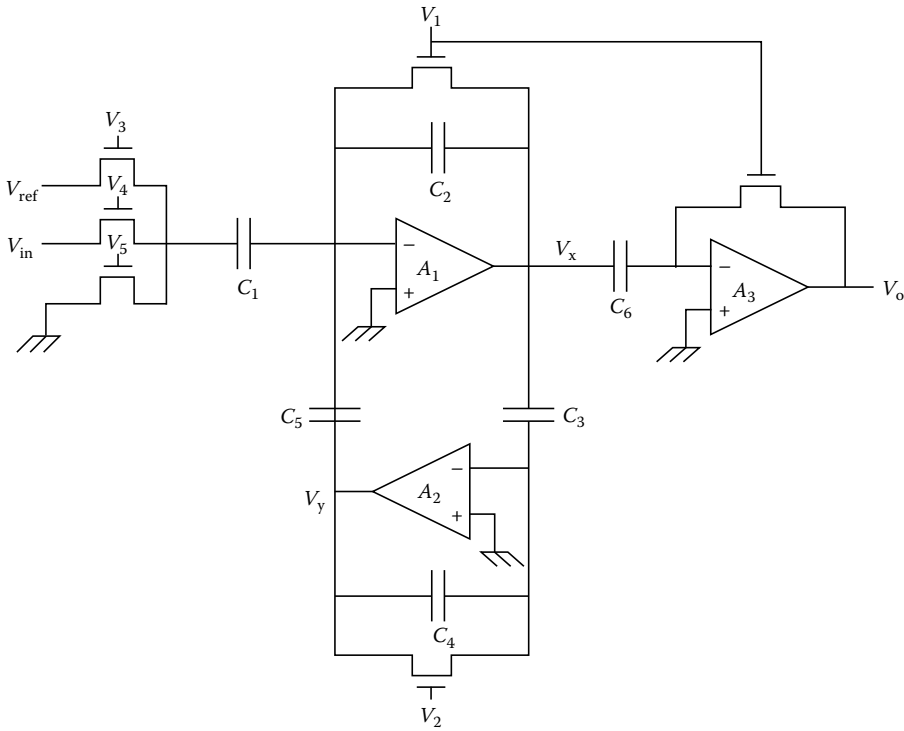 V1
V3
Vref
V4
C2
Vin
V5
C1
−
A1
+
Vx
C6
−
A3
+
Vo
C5
C3
Vy
−
A2
+
C4
V2